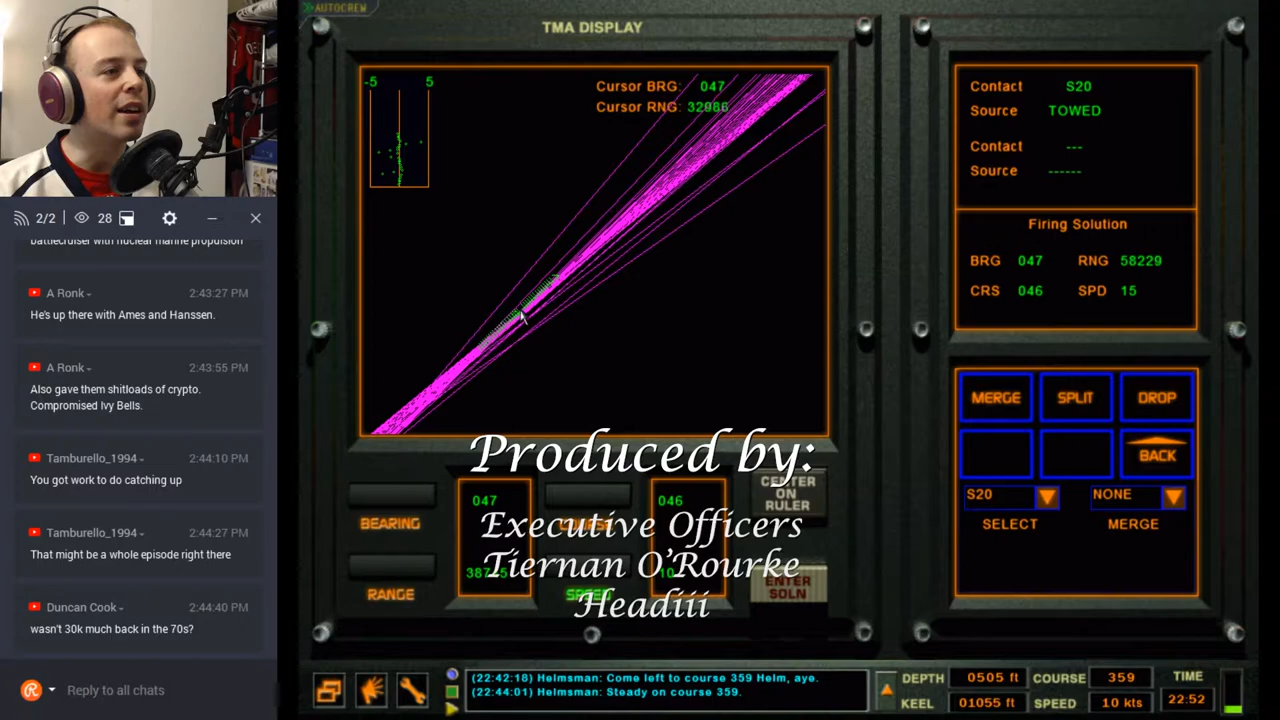 AUTOCREW
TMA DISPLAY
-5 5
Cursor BRG: 047
Cursor RNG: 32986
Contact S20
Source TOWED
Contact ---
Source ------
Firing Solution
BRG 047 RNG 58229
CRS 046 SPD 15
MERGE SPLIT DROP
BACK
S20 NONE
SELECT MERGE
2/2 28
battlecruiser with nuclear marine propulsion
A Ronk 2:43:27 PM
He's up there with Ames and Hanssen.
A Ronk 2:43:55 PM
Also gave them shitloads of crypto.
Compromised Ivy Bells.
Tamburello_1994 2:44:10 PM
You got work to do catching up
Tamburello_1994 2:44:27 PM
That might be a whole episode right there
Duncan Cook 2:44:40 PM
wasn't 30k much back in the 70s?
Reply to all chats
Produced by:
Executive Officers
Tiernan O'Rourke
Headiii
047
046
BEARING
RANGE
CENTER
ON
RULER
ENTER
SOLN
(22:42:18) Helmsman: Come left to course 359 Helm, aye.
(22:44:01) Helmsman: Steady on course 359.
DEPTH 0505 ft COURSE 359 TIME
KEEL 01055 ft SPEED 10 kts 22:52